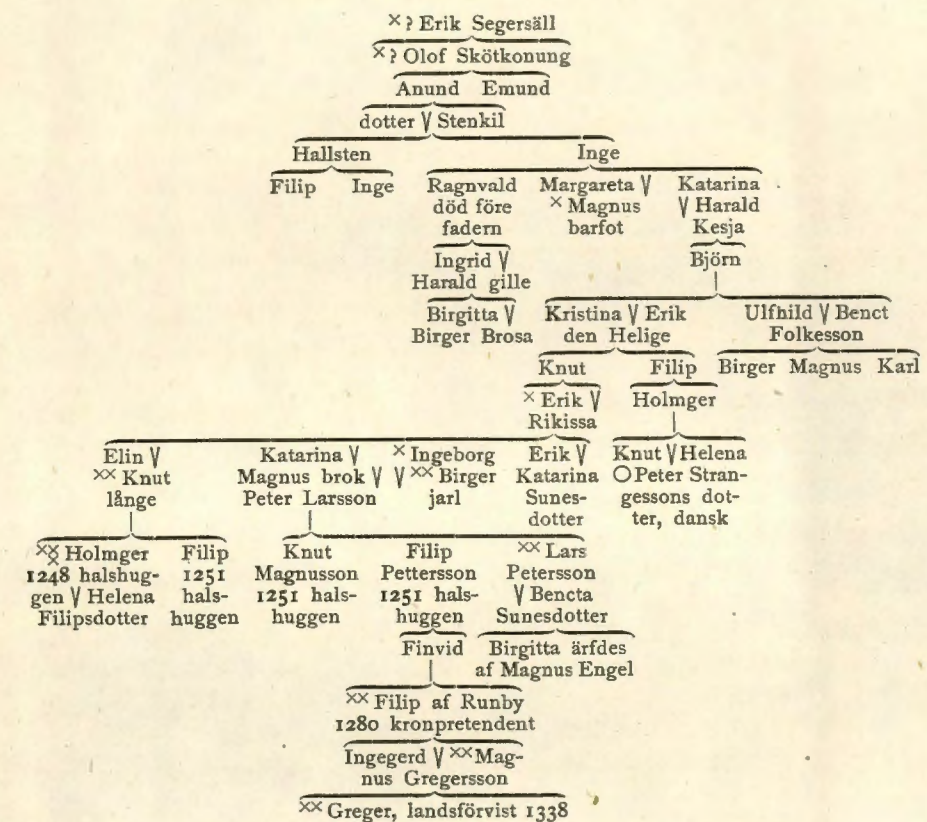 ×? Erik Segersäll
×? Olof Skötkonung
Anund Emund
dotter V Stenkil
Hallsten Inge
Filip Inge Ragnvald Margareta V Katarina
död före × Magnus V Harald
fadern barfot Kesja
Ingrid V Björn
Harald gille
Birgitta V Kristina V Erik Ulfhild V Benct
Birger Brosa den Helige Folkesson
Knut Filip Birger Magnus Karl
× Erik V Holmger
Rikissa
Elin V Katarina V × Ingeborg Erik V Knut V Helena
×× Knut Magnus brok V V ×× Birger Katarina O Peter Stran-
långe Peter Larsson jarl Sunes- gessons dot-
dotter ter, dansk
××× Holmger Filip Knut Filip ×× Lars
1248 halshug- 1251 Magnusson Pettersson Petersson
gen V Helena hals- 1251 hals- 1251 hals- V Bencta
Filipsdotter huggen huggen huggen Sunesdotter
Finvid Birgitta ärfdes
af Magnus Engel
×× Filip af Runby
1280 kronpretendent
Ingegerd V ×× Mag-
nus Gregersson
×× Greger, landsförvist 1338